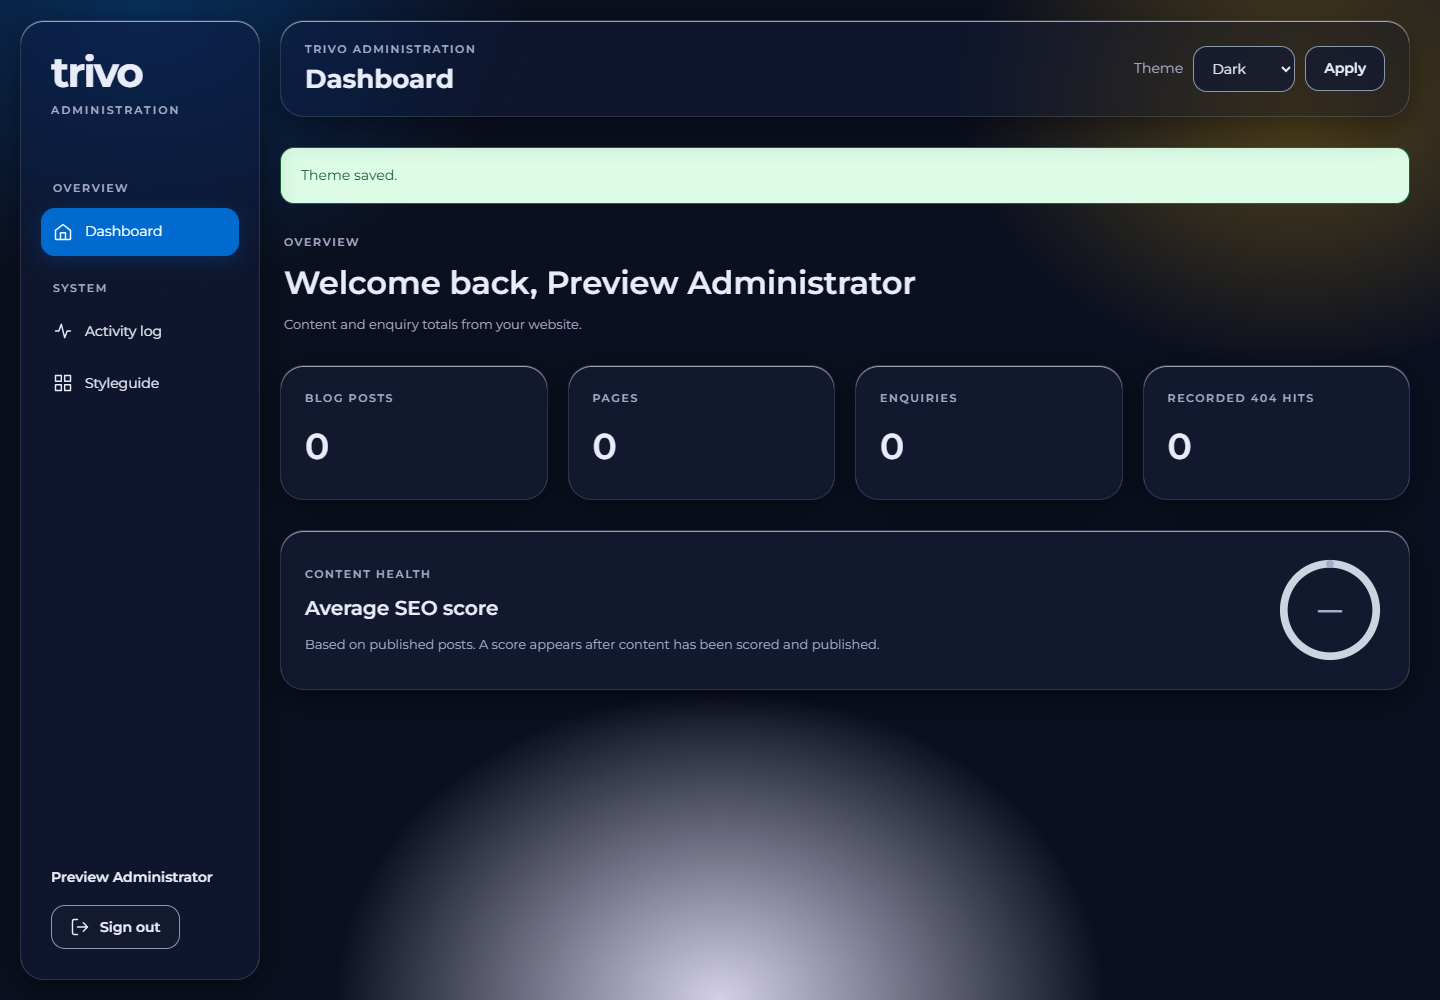 trivo
ADMINISTRATION
OVERVIEW
Dashboard
SYSTEM
Activity log
Styleguide
Preview Administrator
Sign out
TRIVO ADMINISTRATION
Dashboard
Theme
Dark
Apply
Theme saved.
OVERVIEW
Welcome back, Preview Administrator
Content and enquiry totals from your website.
BLOG POSTS
0
PAGES
0
ENQUIRIES
0
RECORDED 404 HITS
0
CONTENT HEALTH
Average SEO score
Based on published posts. A score appears after content has been scored and published.
—